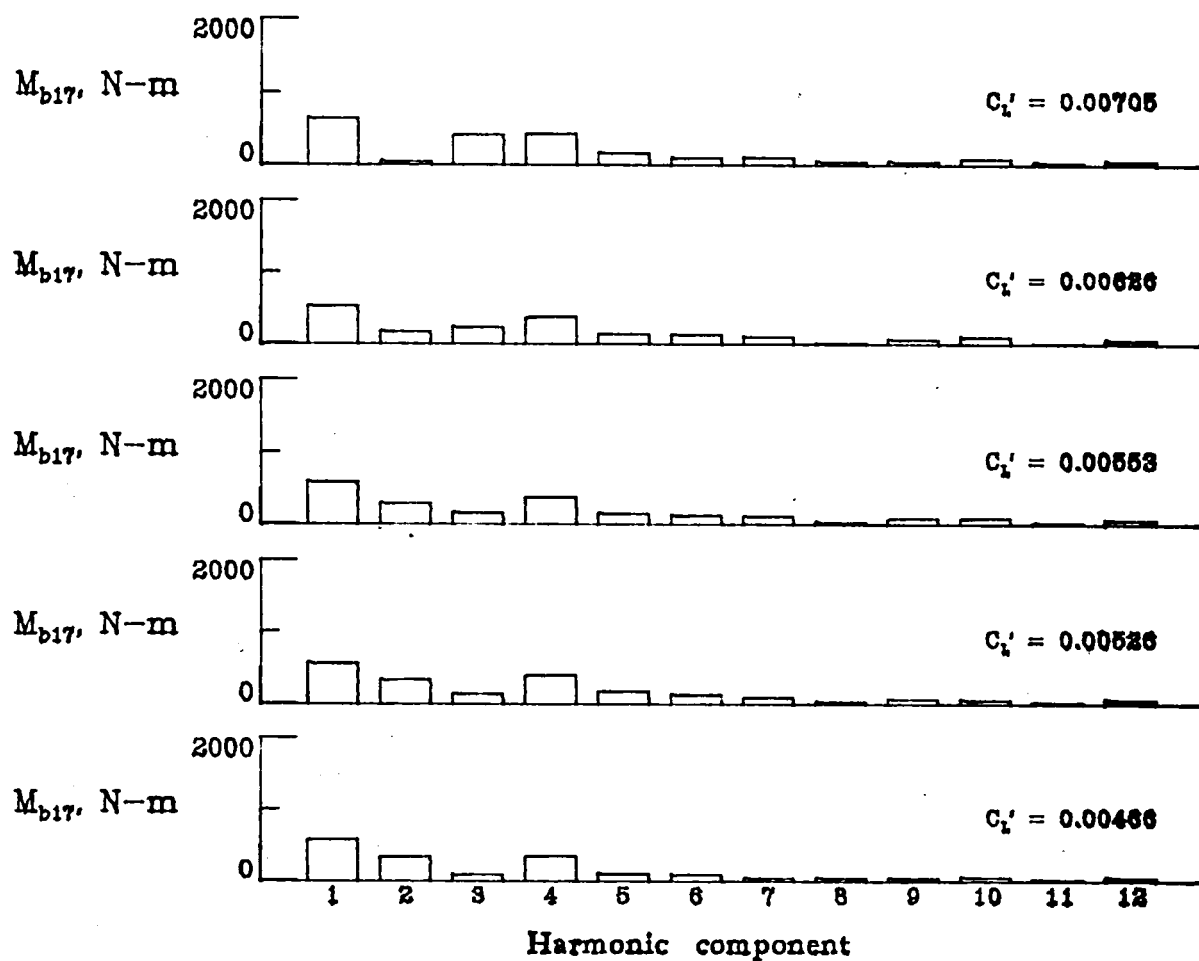 2000
M_b17, N-m
C_L' = 0.00705
0
2000
M_b17, N-m
C_L' = 0.00626
0
2000
M_b17, N-m
C_L' = 0.00553
0
2000
M_b17, N-m
C_L' = 0.00526
0
2000
M_b17, N-m
C_L' = 0.00466
0
1 2 3 4 5 6 7 8 9 10 11 12
Harmonic component